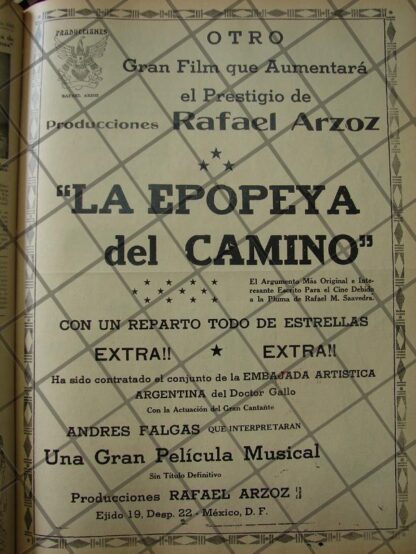 PRODUCCIONES
RAFAEL ARZOZ
OTRO
Gran Film que Aumentará
el Prestigio de
Producciones Rafael Arzoz
"LA EPOPEYA
del CAMINO"
El Argumento Más Original e Inte-
resante Escrito Para el Cine Debido
a la Pluma de Rafael M. Saavedra.
CON UN REPARTO TODO DE ESTRELLAS
EXTRA!! ★ EXTRA!!
Ha sido contratado el conjunto de la EMBAJADA ARTISTICA
ARGENTINA del Doctor Gallo
Con la Actuación del Gran Cantante
ANDRES FALGAS QUE INTERPRETARAN
Una Gran Película Musical
Sin Título Definitivo
Producciones RAFAEL ARZOZ
Ejido 19, Desp. 22 - México, D. F.